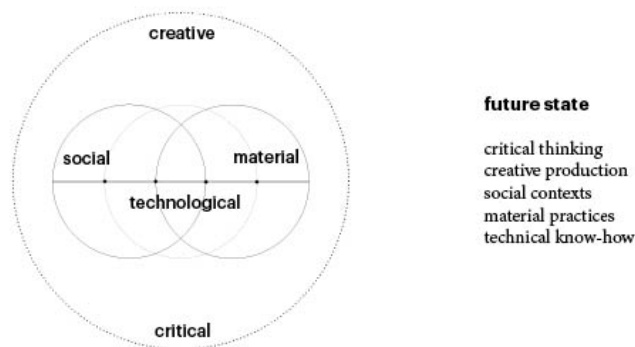 creative
social
material
technological
critical
future state
critical thinking
creative production
social contexts
material practices
technical know-how